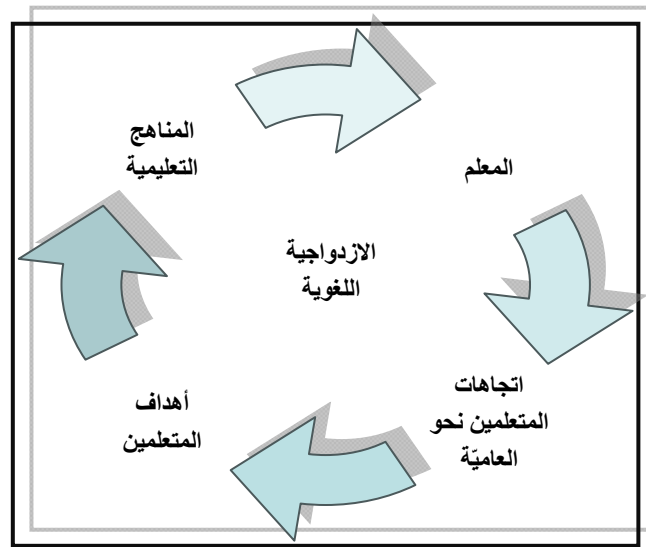 المناهج
التعليمية
المعلم
الازدواجية
اللغوية
اتجاهات
المتعلمين نحو
العاميّة
أهداف
المتعلمين